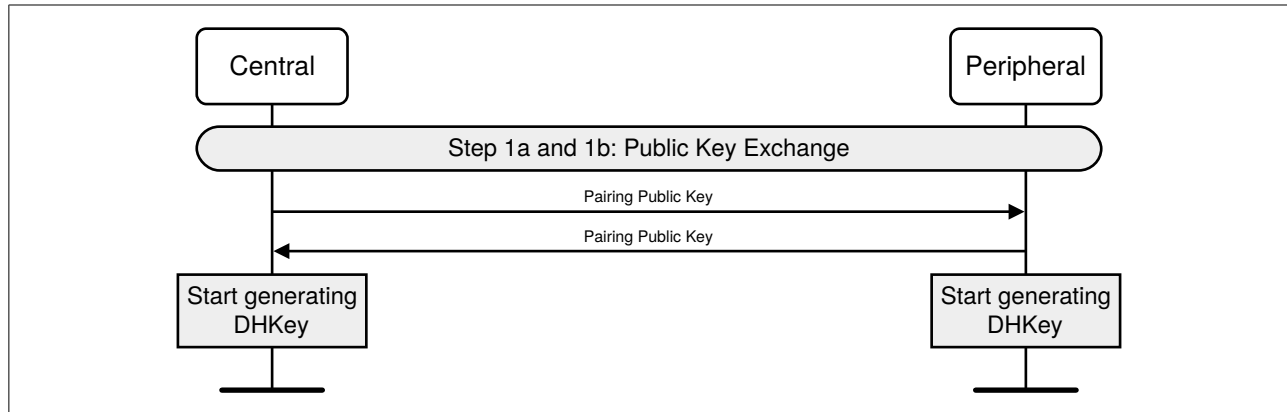 Central
Peripheral
Step 1a and 1b: Public Key Exchange
Pairing Public Key
Pairing Public Key
Start generating
DHKey
Start generating
DHKey